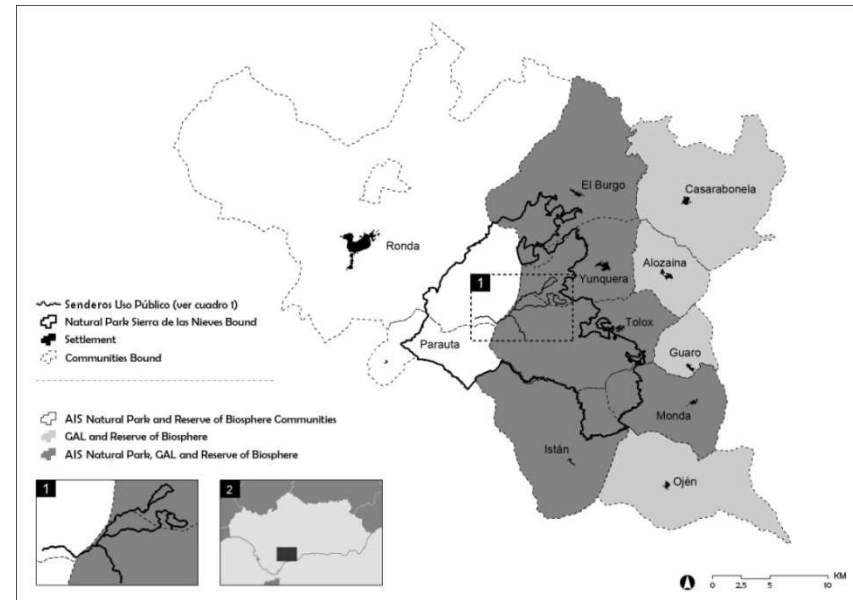 El Burgo
Casarabonela
Ronda
Alozaina
Yunquera
1
Tolox
Parauta
Guaro
Monda
Istán
Ojén
Senderos Uso Público (ver cuadro 1)
Natural Park Sierra de las Nieves Bound
Settlement
Communities Bound
AIS Natural Park and Reserve of Biosphere Communities
GAL and Reserve of Biosphere
AIS Natural Park, GAL and Reserve of Biosphere
1
2
KM
0 2,5 5 10